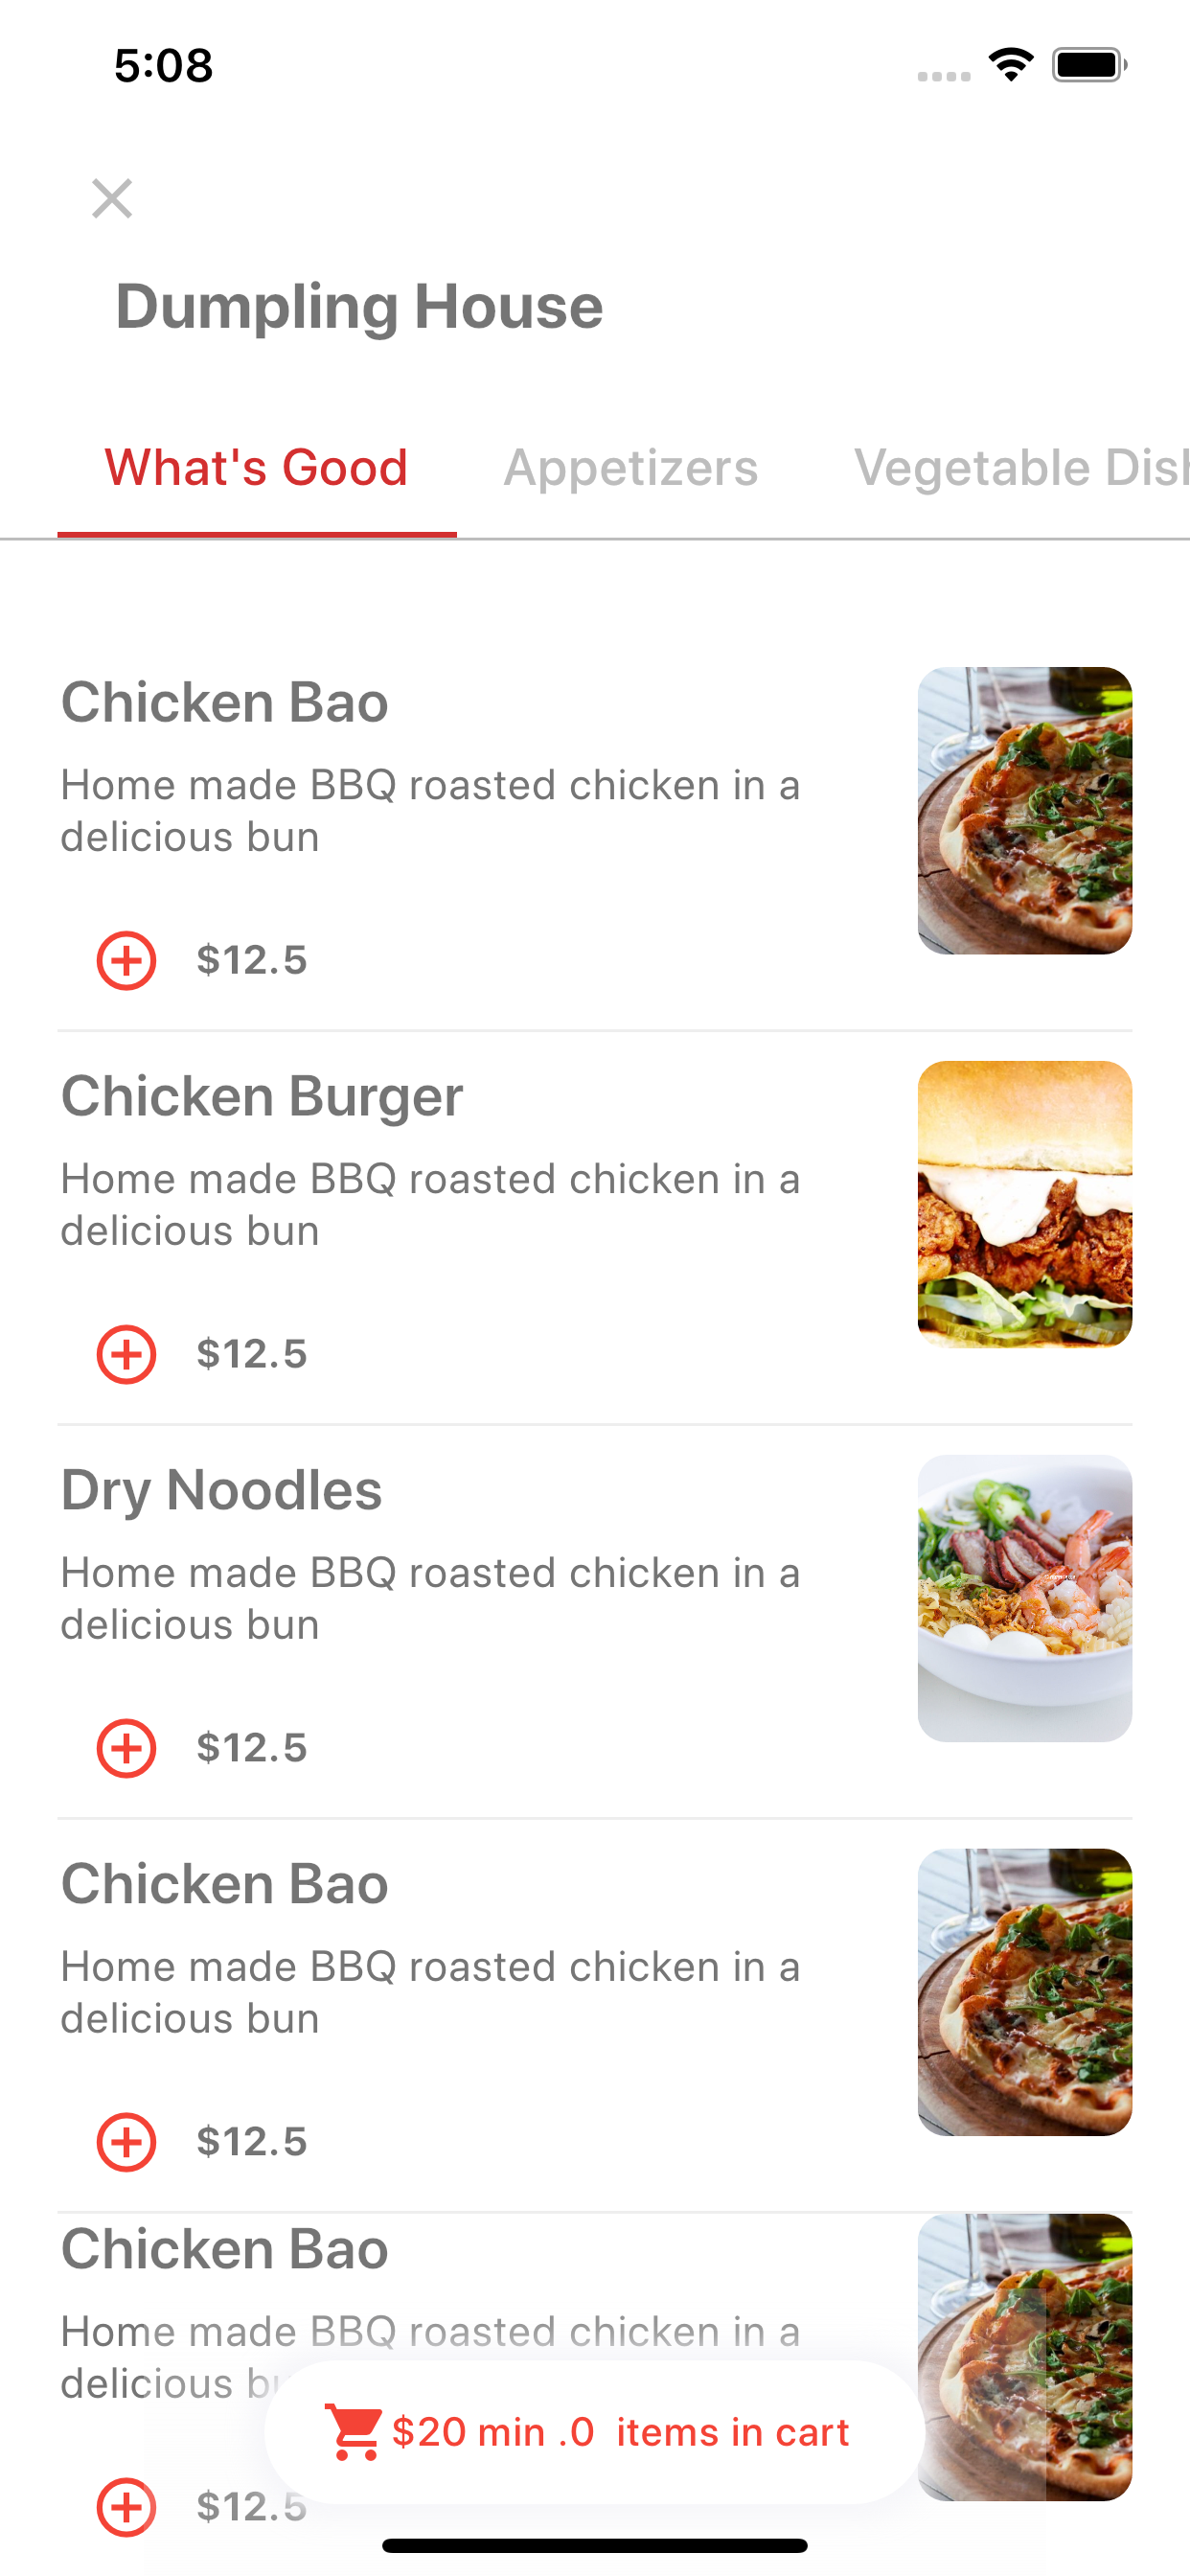 5:08
Dumpling House
What's Good
Appetizers
Vegetable Dish
Chicken Bao
Home made BBQ roasted chicken in a
delicious bun
$12.5
Chicken Burger
Home made BBQ roasted chicken in a
delicious bun
$12.5
Dry Noodles
Home made BBQ roasted chicken in a
delicious bun
$12.5
Chicken Bao
Home made BBQ roasted chicken in a
delicious bun
$12.5
Chicken Bao
Home made BBQ roasted chicken in a
delicious
$20 min .0 items in cart
$12.5